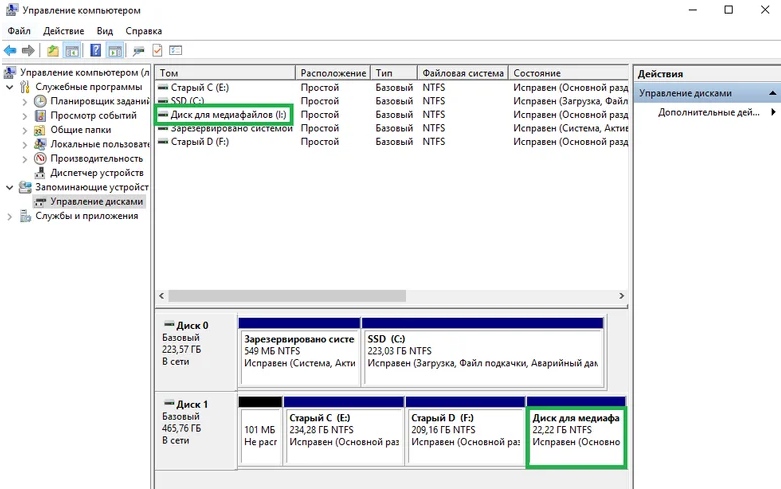 Управление компьютером
Файл Действие Вид Справка
Управление компьютером (л
Служебные программы
Планировщик заданий
Просмотр событий
Общие папки
Локальные пользовате
Производительность
Диспетчер устройств
Запоминающие устройст
Управление дисками
Службы и приложения
Том Расположение Тип Файловая система Состояние
Старый C (E:) Простой Базовый NTFS Исправен (Основной разд
SSD (C:) Простой Базовый NTFS Исправен (Загрузка, Файл
Диск для медиафайлов (I:) Простой Базовый NTFS Исправен (Основной разд
Зарезервировано системой Простой Базовый NTFS Исправен (Система, Актив
Старый D (F:) Простой Базовый NTFS Исправен (Основной разд
Диск 0
Базовый
223,57 ГБ
В сети
Зарезервировано систе
549 МБ NTFS
Исправен (Система, Акти
SSD (C:)
223,03 ГБ NTFS
Исправен (Загрузка, Файл подкачки, Аварийный дам
Диск 1
Базовый
465,76 ГБ
В сети
101 МБ
Не расп
Старый C (E:)
234,28 ГБ NTFS
Исправен (Основной раз
Старый D (F:)
209,16 ГБ NTFS
Исправен (Основной раз
Диск для медиафа
22,22 ГБ NTFS
Исправен (Основно
Действия
Управление дисками
Дополнительные дей...